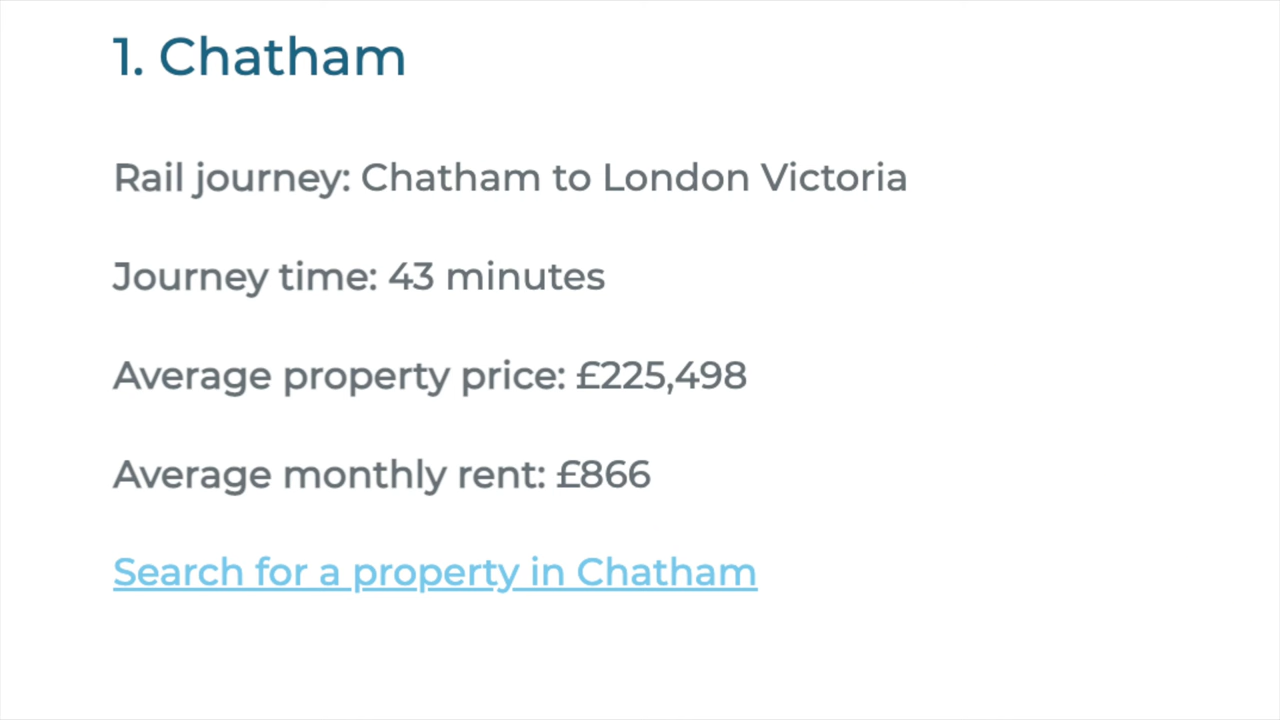 1. Chatham
Rail journey: Chatham to London Victoria
Journey time: 43 minutes
Average property price: £225,498
Average monthly rent: £866
Search for a property in Chatham